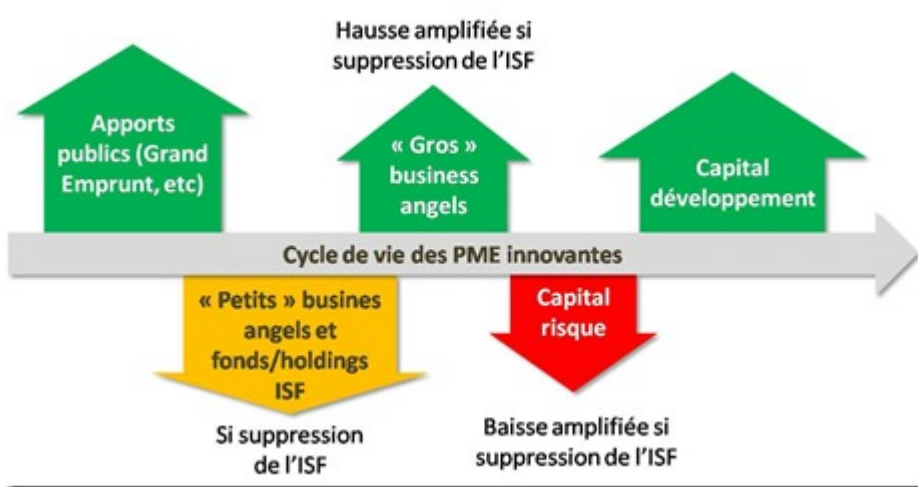 Hausse amplifiée si
suppression de l'ISF
Apports
publics (Grand
Emprunt, etc)
« Gros »
business
angels
Capital
développement
Cycle de vie des PME innovantes
« Petits » busines
angels et
fonds/holdings
ISF
Capital
risque
Si suppression
de l'ISF
Baisse amplifiée si
suppression de l'ISF